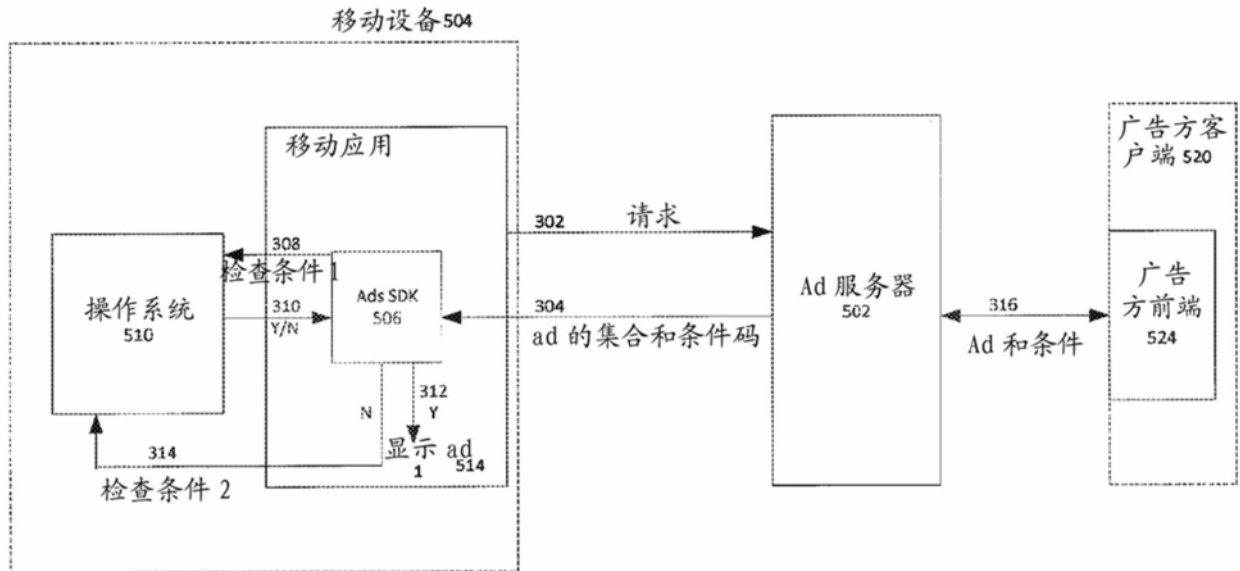 移动设备504
移动应用
302
请求
308
检查条件1
操作系统
510
310
Y/N
Ads SDK
506
304
ad 的集合和条件码
N
312
Y
显示 ad
1
514
314
检查条件 2
Ad 服务器
502
316
Ad 和条件
广告方客
户端 520
广告
方前端
524